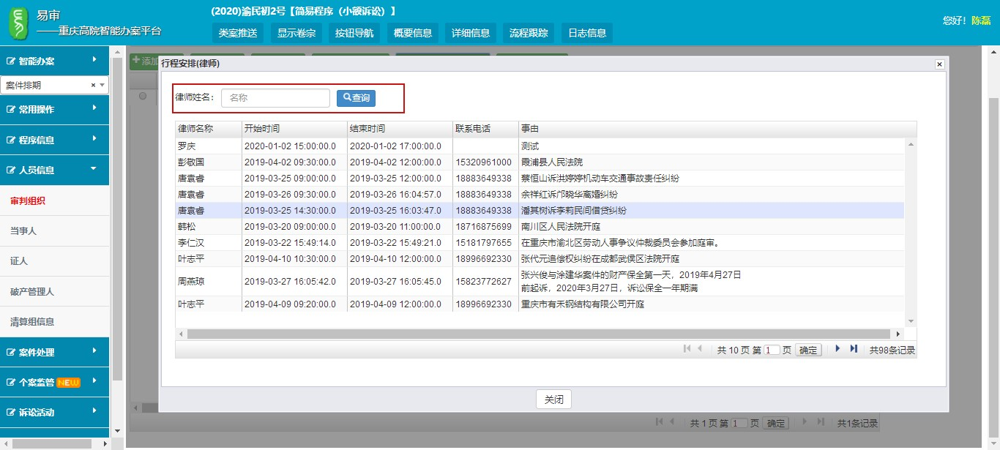 易审
——重庆高院智能办案平台
(2020)渝民初2号【简易程序（小额诉讼）】
类案推送 显示卷宗 按钮导航 概要信息 详细信息 流程跟踪 日志信息
您好！陈磊
智能办案
案件排期
常用操作
程序信息
人员信息
审判组织
当事人
证人
破产管理人
清算组信息
案件处理
个案监管 NEW
诉讼活动
添加
行程安排(律师)
律师姓名： 名称 查询
律师名称 开始时间 结束时间 联系电话 事由
罗庆 2020-01-02 15:00:00.0 2020-01-02 17:00:00.0 测试
彭敬国 2019-04-02 09:30:00.0 2019-04-02 12:00:00.0 15320961000 霞浦县人民法院
唐袁睿 2019-03-25 09:00:00.0 2019-03-25 12:00:00.0 18883649338 蔡恒山诉洪婷婷机动车交通事故责任纠纷
唐袁睿 2019-03-26 09:30:00.0 2019-03-26 16:04:57.0 18883649338 余祥红诉邝晓华离婚纠纷
唐袁睿 2019-03-25 14:30:00.0 2019-03-25 16:03:47.0 18883649338 潘其树诉李莉民间借贷纠纷
韩松 2019-03-20 09:00:00.0 2019-03-20 11:00:00.0 18716875699 南川区人民法院开庭
李仁汉 2019-03-22 15:49:14.0 2019-03-22 15:49:21.0 15181797655 在重庆市渝北区劳动人事争议仲裁委员会参加庭审。
叶志平 2019-04-10 10:30:00.0 2019-04-10 12:00:00.0 18996692330 张代元追偿权纠纷在成都武侯区法院开庭
周燕琼 2019-03-27 16:05:42.0 2019-03-27 16:05:45.0 15823772627 张兴俊与涂建华案件的财产保全第一天，2019年4月27日
前起诉，2020年3月27日，诉讼保全一年期满
叶志平 2019-04-09 09:20:00.0 2019-04-09 12:00:00.0 18996692330 重庆市有禾钢结构有限公司开庭
共 10 页 第 1 页 确定 共98条记录
关闭
共 1 页 第 1 页 确定 共1条记录